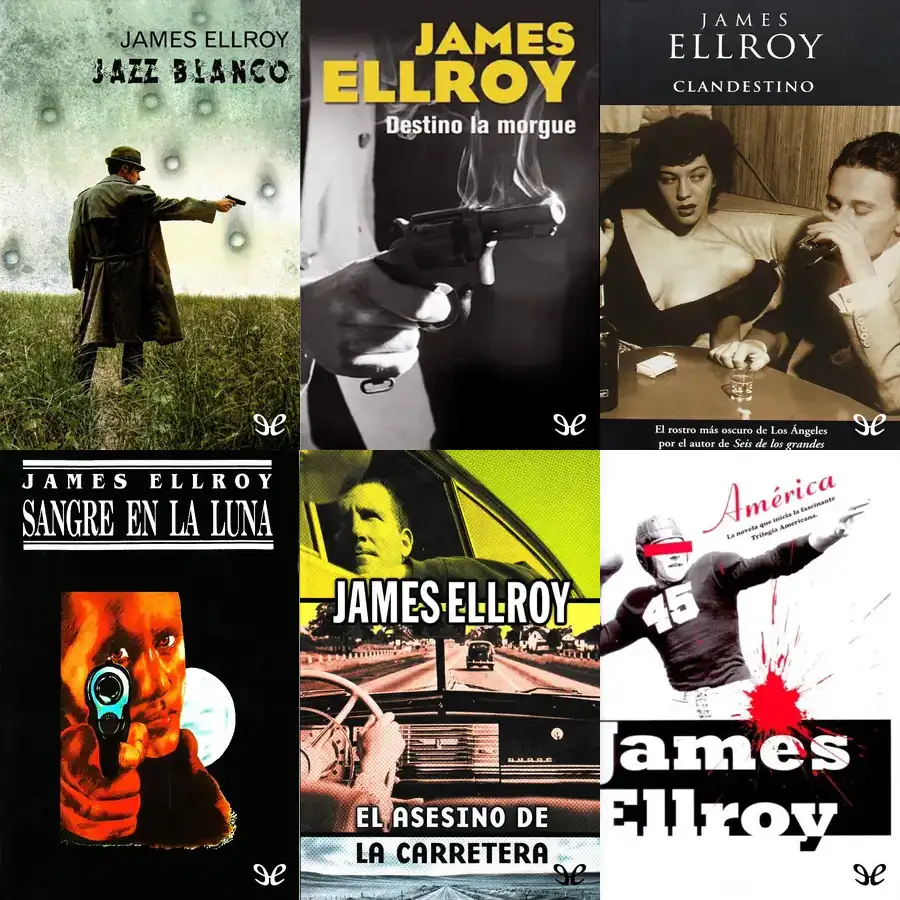 JAMES ELLROY
JAZZ BLANCO
JAMES
ELLROY
Destino la morgue
JAMES
ELLROY
CLANDESTINO
El rostro más oscuro de Los Ángeles
por el autor de Seis de los grandes
JAMES ELLROY
SANGRE EN LA LUNA
JAMES ELLROY
DODGE
EL ASESINO DE
LA CARRETERA
América
La novela que inicia la fascinante
Trilogía Americana.
45
James
Ellroy